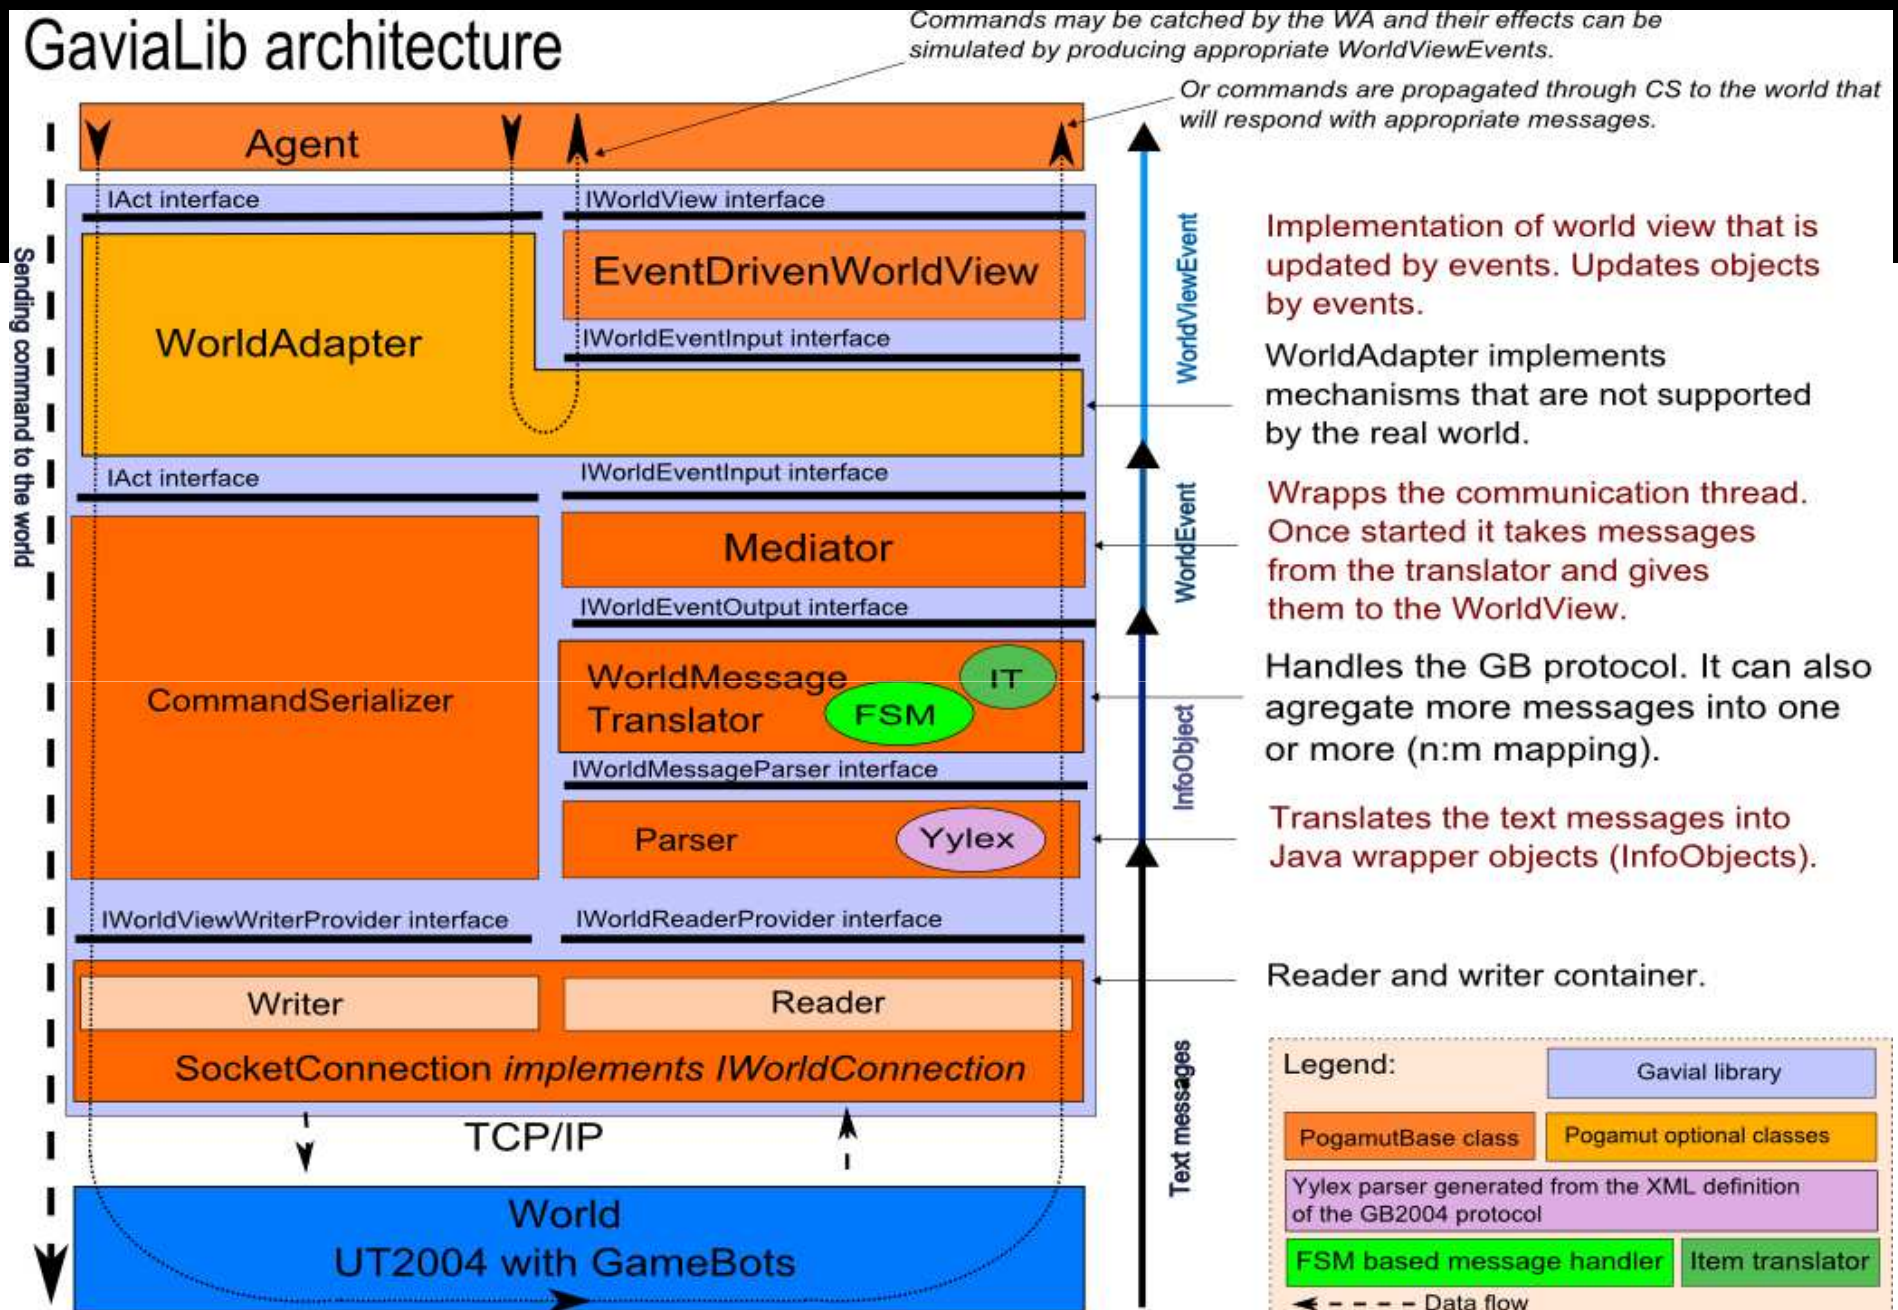 GaviaLib architecture
Commands may be catched by the WA and their effects can be
simulated by producing appropriate WorldViewEvents.
Or commands are propagated through CS to the world that
will respond with appropriate messages.
Agent
IAct interface
IWorldView interface
EventDrivenWorldView
WorldAdapter
IWorldEventInput interface
IAct interface
IWorldEventInput interface
Mediator
IWorldEventOutput interface
CommandSerializer
WorldMessage
Translator
FSM
IT
IWorldMessageParser interface
Parser
Yylex
IWorldViewWriterProvider interface
IWorldReaderProvider interface
Writer
Reader
SocketConnection implements IWorldConnection
TCP/IP
World
UT2004 with GameBots
Sending command to the world
WorldViewEvent
WorldEvent
InfoObject
Text messages
Implementation of world view that is
updated by events. Updates objects
by events.
WorldAdapter implements
mechanisms that are not supported
by the real world.
Wrapps the communication thread.
Once started it takes messages
from the translator and gives
them to the WorldView.
Handles the GB protocol. It can also
agregate more messages into one
or more (n:m mapping).
Translates the text messages into
Java wrapper objects (InfoObjects).
Reader and writer container.
Legend:
Gavial library
PogamutBase class
Pogamut optional classes
Yylex parser generated from the XML definition
of the GB2004 protocol
FSM based message handler
Item translator
Data flow